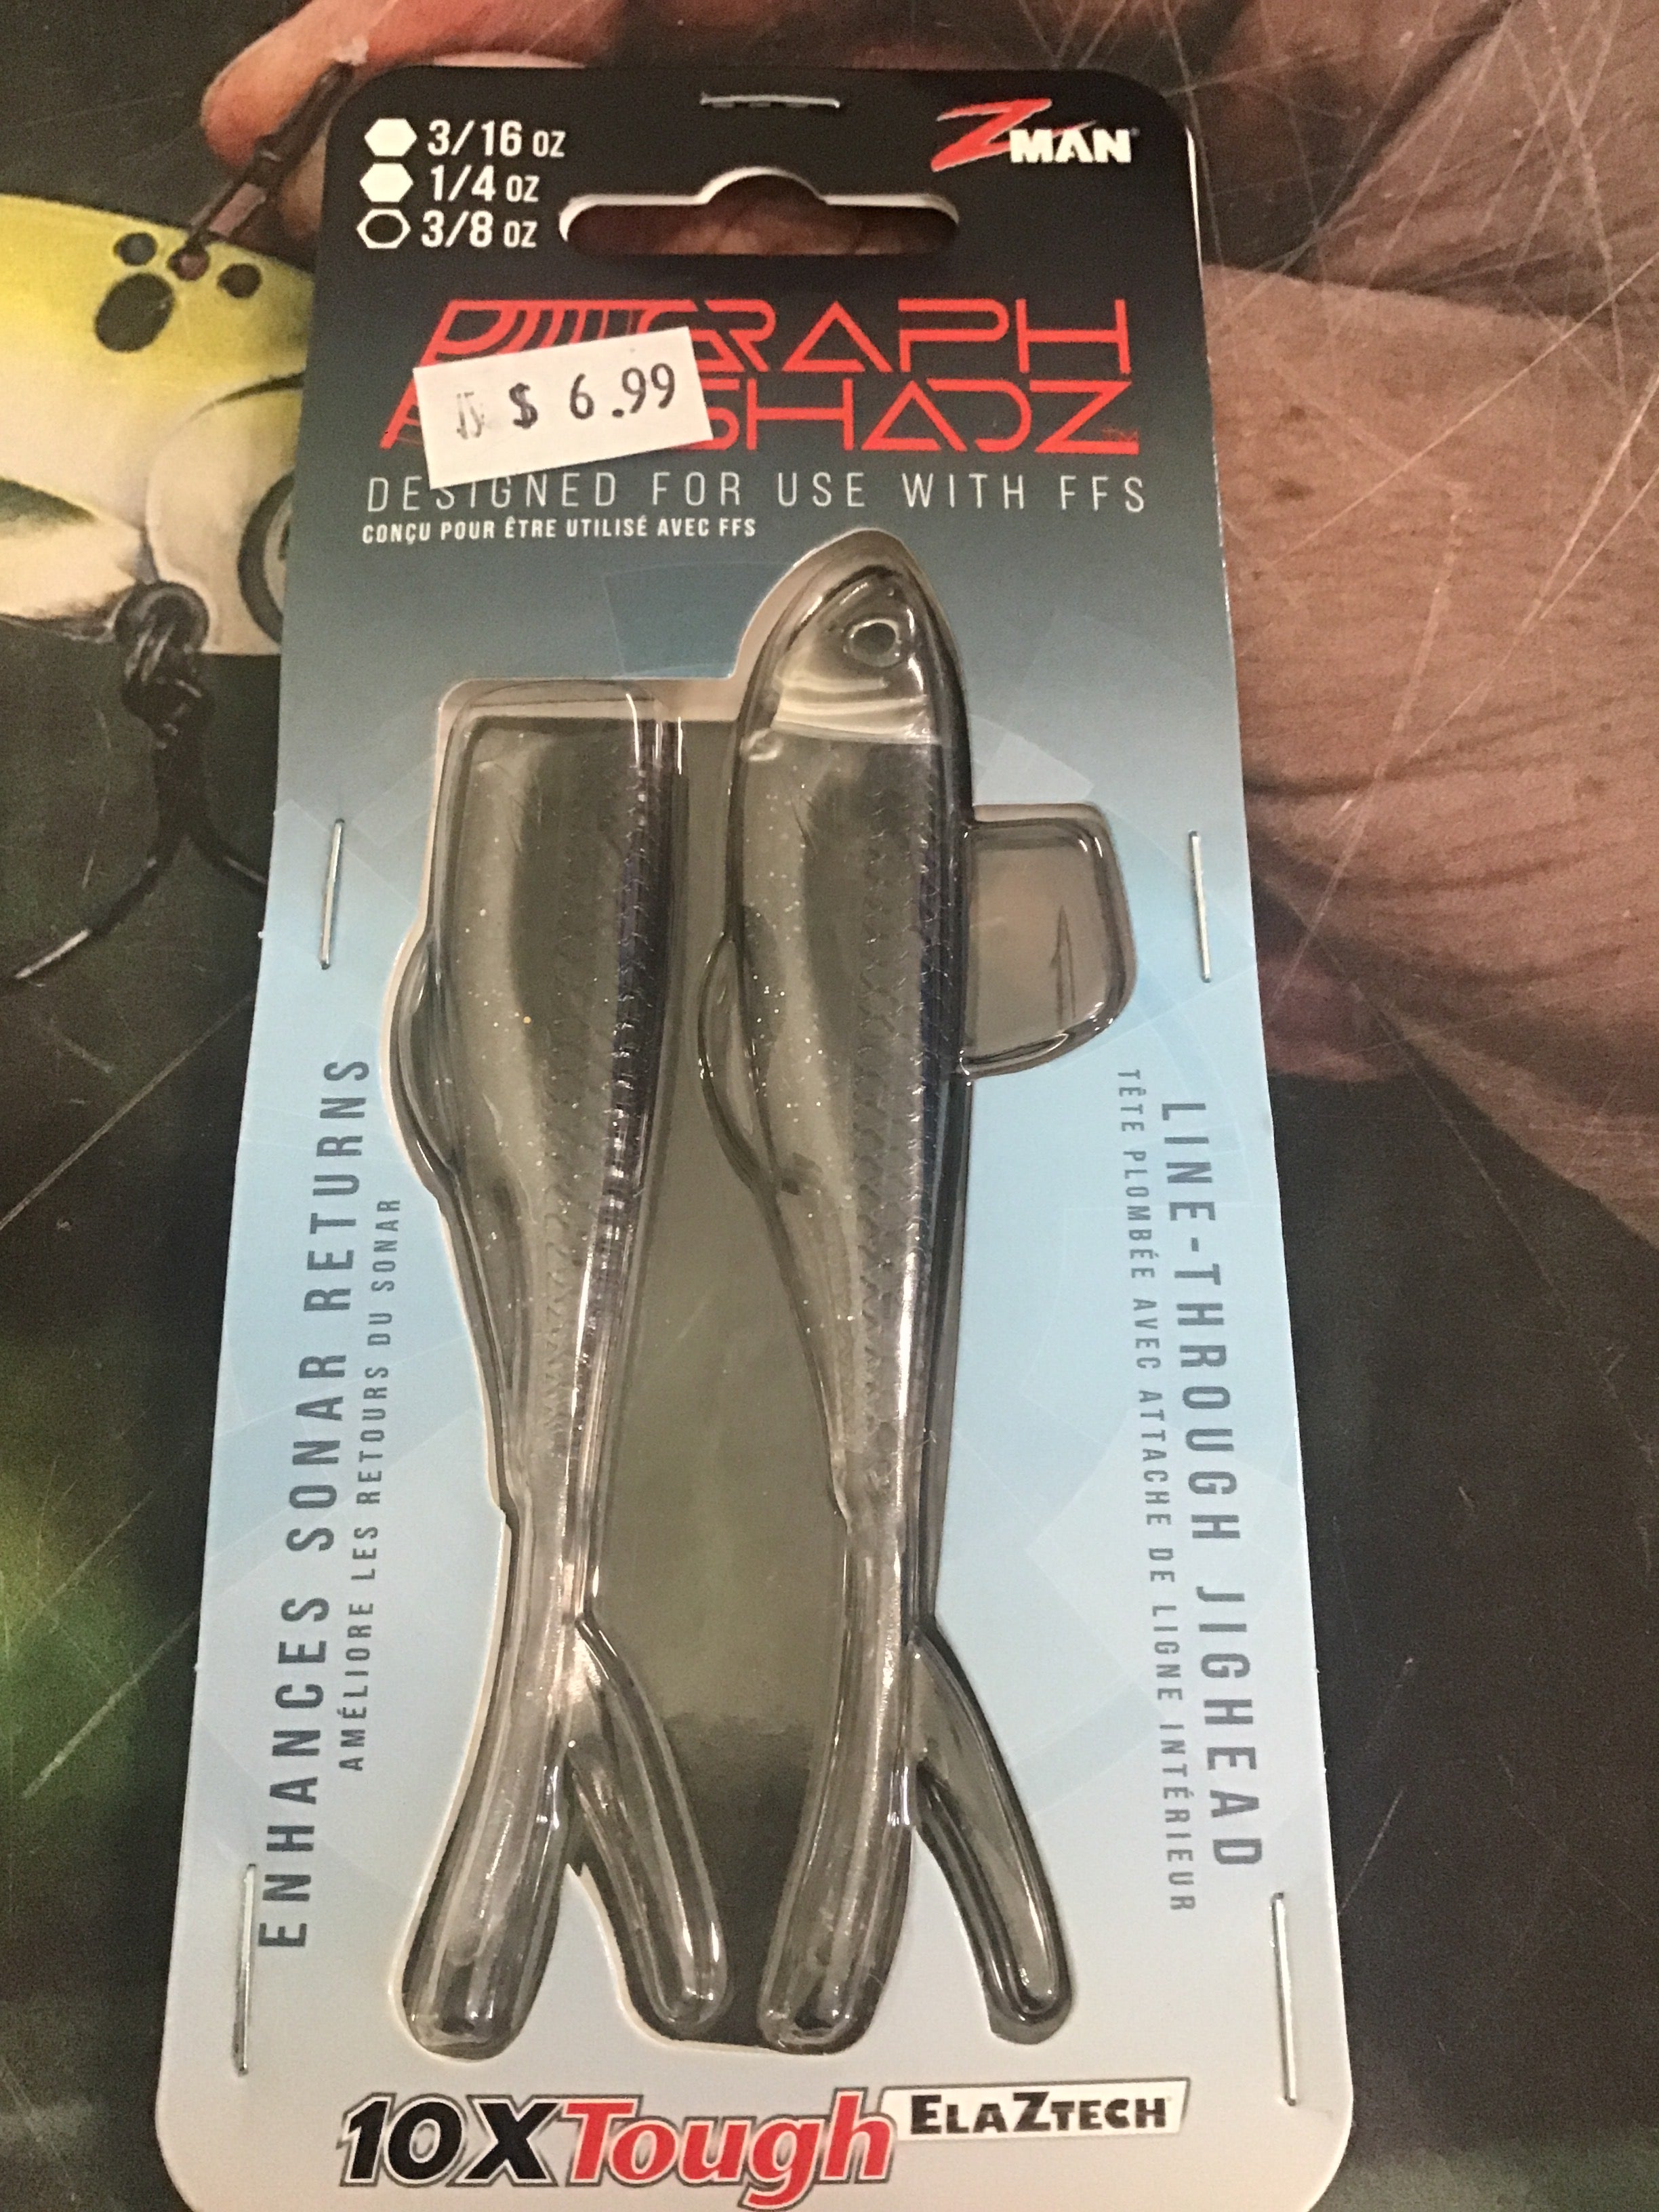 3/16 OZ
1/4 OZ
3/8 OZ
ZMAN
GRAPH
SHADZ
$ 6.99
DESIGNED FOR USE WITH FFS
CONÇU POUR ÊTRE UTILISÉ AVEC FFS
ENHANCES SONAR RETURNS
AMÉLIORE LES RETOURS DU SONAR
LINE-THROUGH JIGHEAD
TÊTE PLOMBÉE AVEC ATTACHE DE LIGNE INTÉRIEUR
10X Tough ELAZTECH